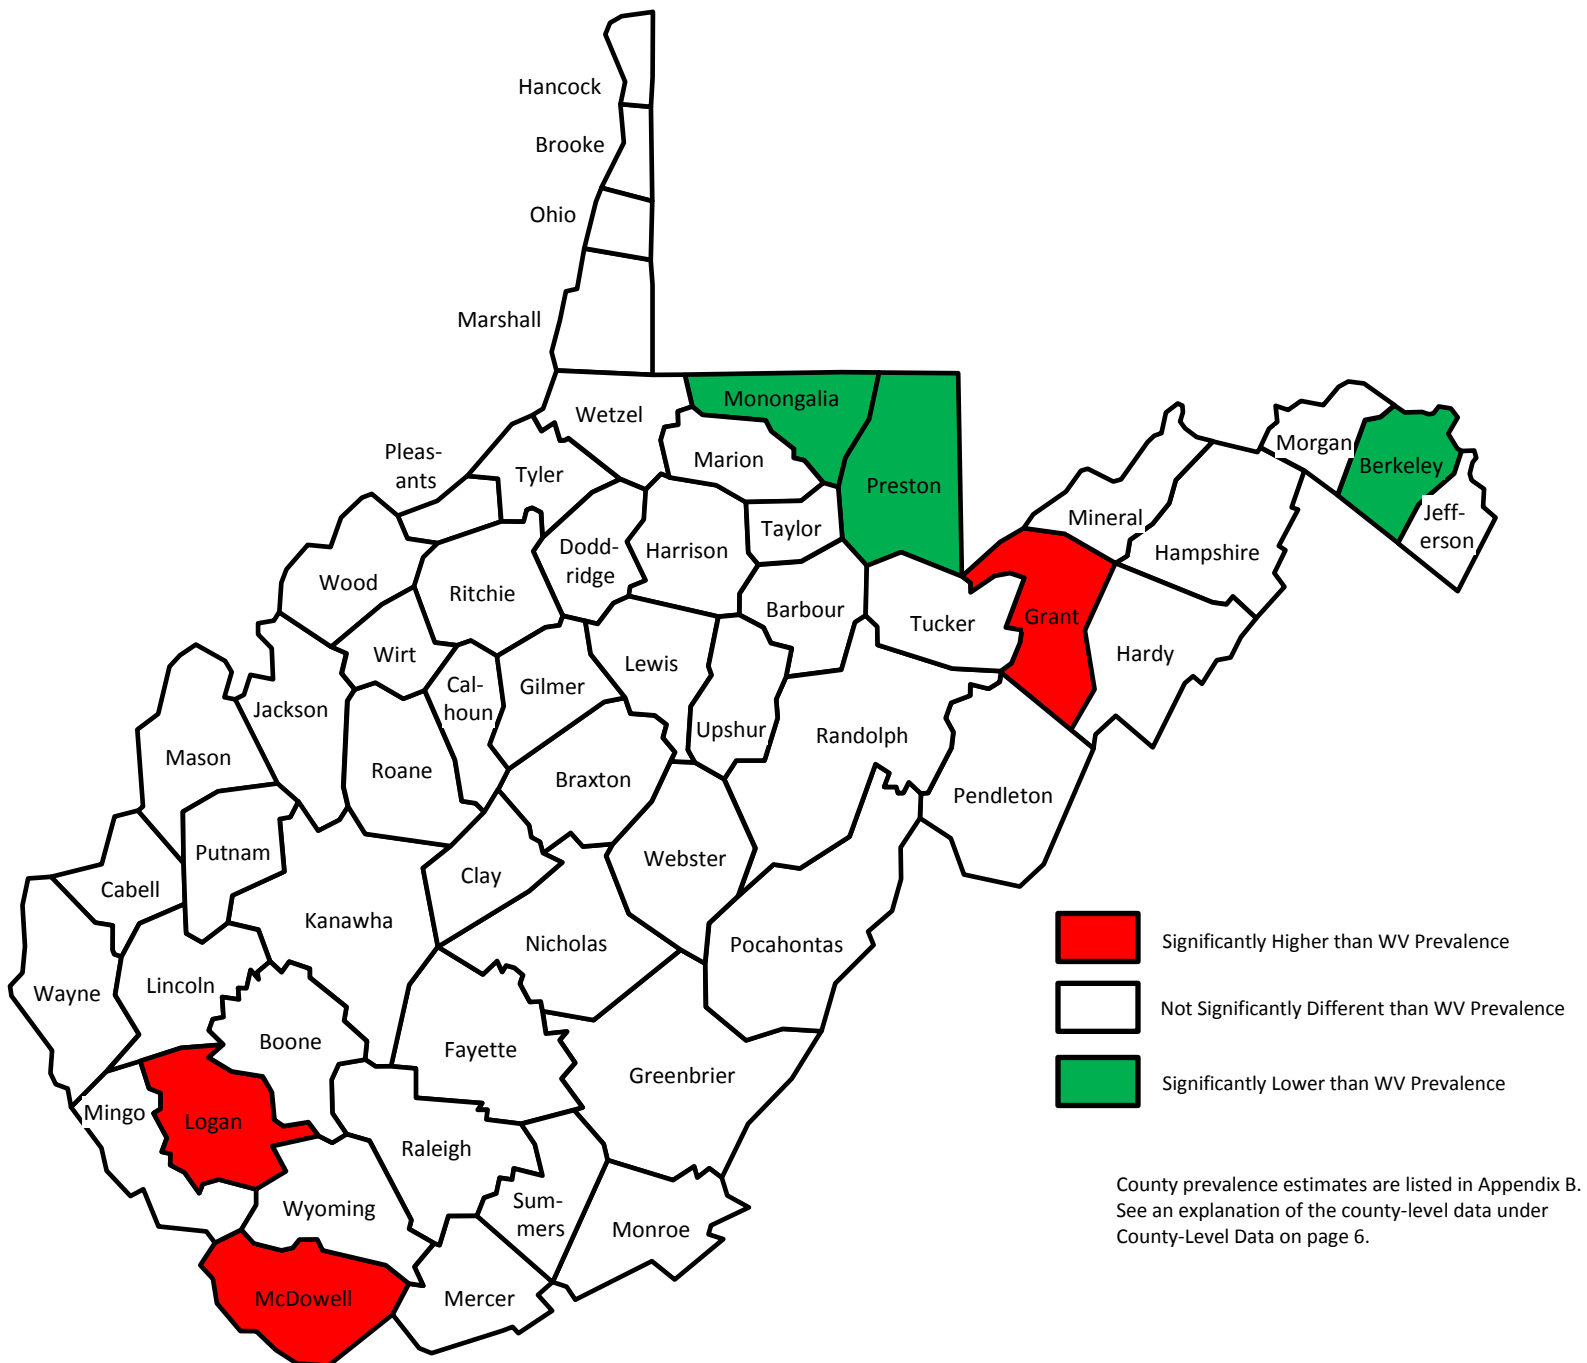 Hancock
Brooke
Ohio
Marshall
Wetzel
Monongalia
Pleas-
ants
Tyler
Marion
Preston
Morgan
Berkeley
Jeff-
erson
Mineral
Hampshire
Wood
Ritchie
Dodd-
ridge
Harrison
Taylor
Barbour
Tucker
Grant
Hardy
Wirt
Cal-
houn
Gilmer
Lewis
Upshur
Randolph
Jackson
Mason
Roane
Braxton
Pendleton
Putnam
Cabell
Clay
Webster
Kanawha
Nicholas
Pocahontas
Wayne
Lincoln
Boone
Fayette
Greenbrier
Mingo
Logan
Raleigh
Wyoming
Sum-
mers
Monroe
McDowell
Mercer
Significantly Higher than WV Prevalence
Not Significantly Different than WV Prevalence
Significantly Lower than WV Prevalence
County prevalence estimates are listed in Appendix B.
See an explanation of the county-level data under
County-Level Data on page 6.